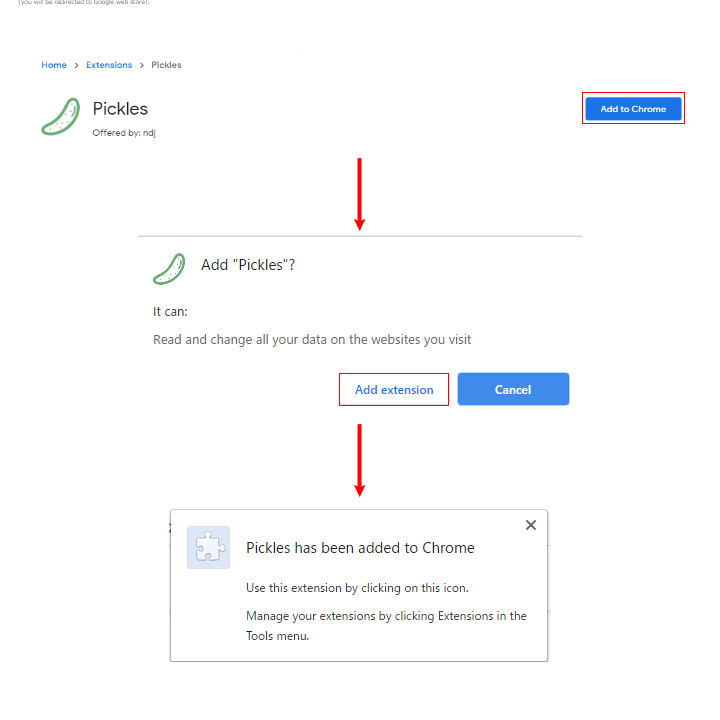 (you will be redirected to Google web store).
Home > Extensions > Pickles
Pickles
Offered by: ndj
Add to Chrome
Add "Pickles"?
It can:
Read and change all your data on the websites you visit
Add extension
Cancel
Pickles has been added to Chrome
Use this extension by clicking on this icon.
Manage your extensions by clicking Extensions in the
Tools menu.